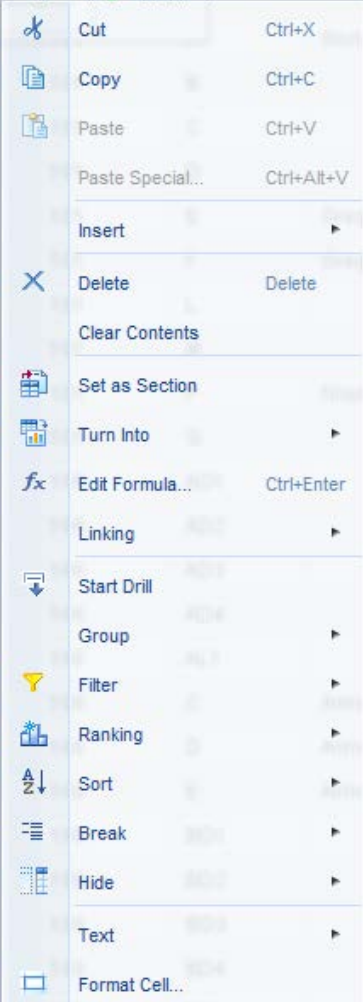 Cut Ctrl+X
Copy Ctrl+C
Paste Ctrl+V
Paste Special... Ctrl+Alt+V
Insert
Delete Delete
Clear Contents
Set as Section
Turn Into
fx Edit Formula... Ctrl+Enter
Linking
Start Drill
Group
Filter
Ranking
Sort
Break
Hide
Text
Format Cell...